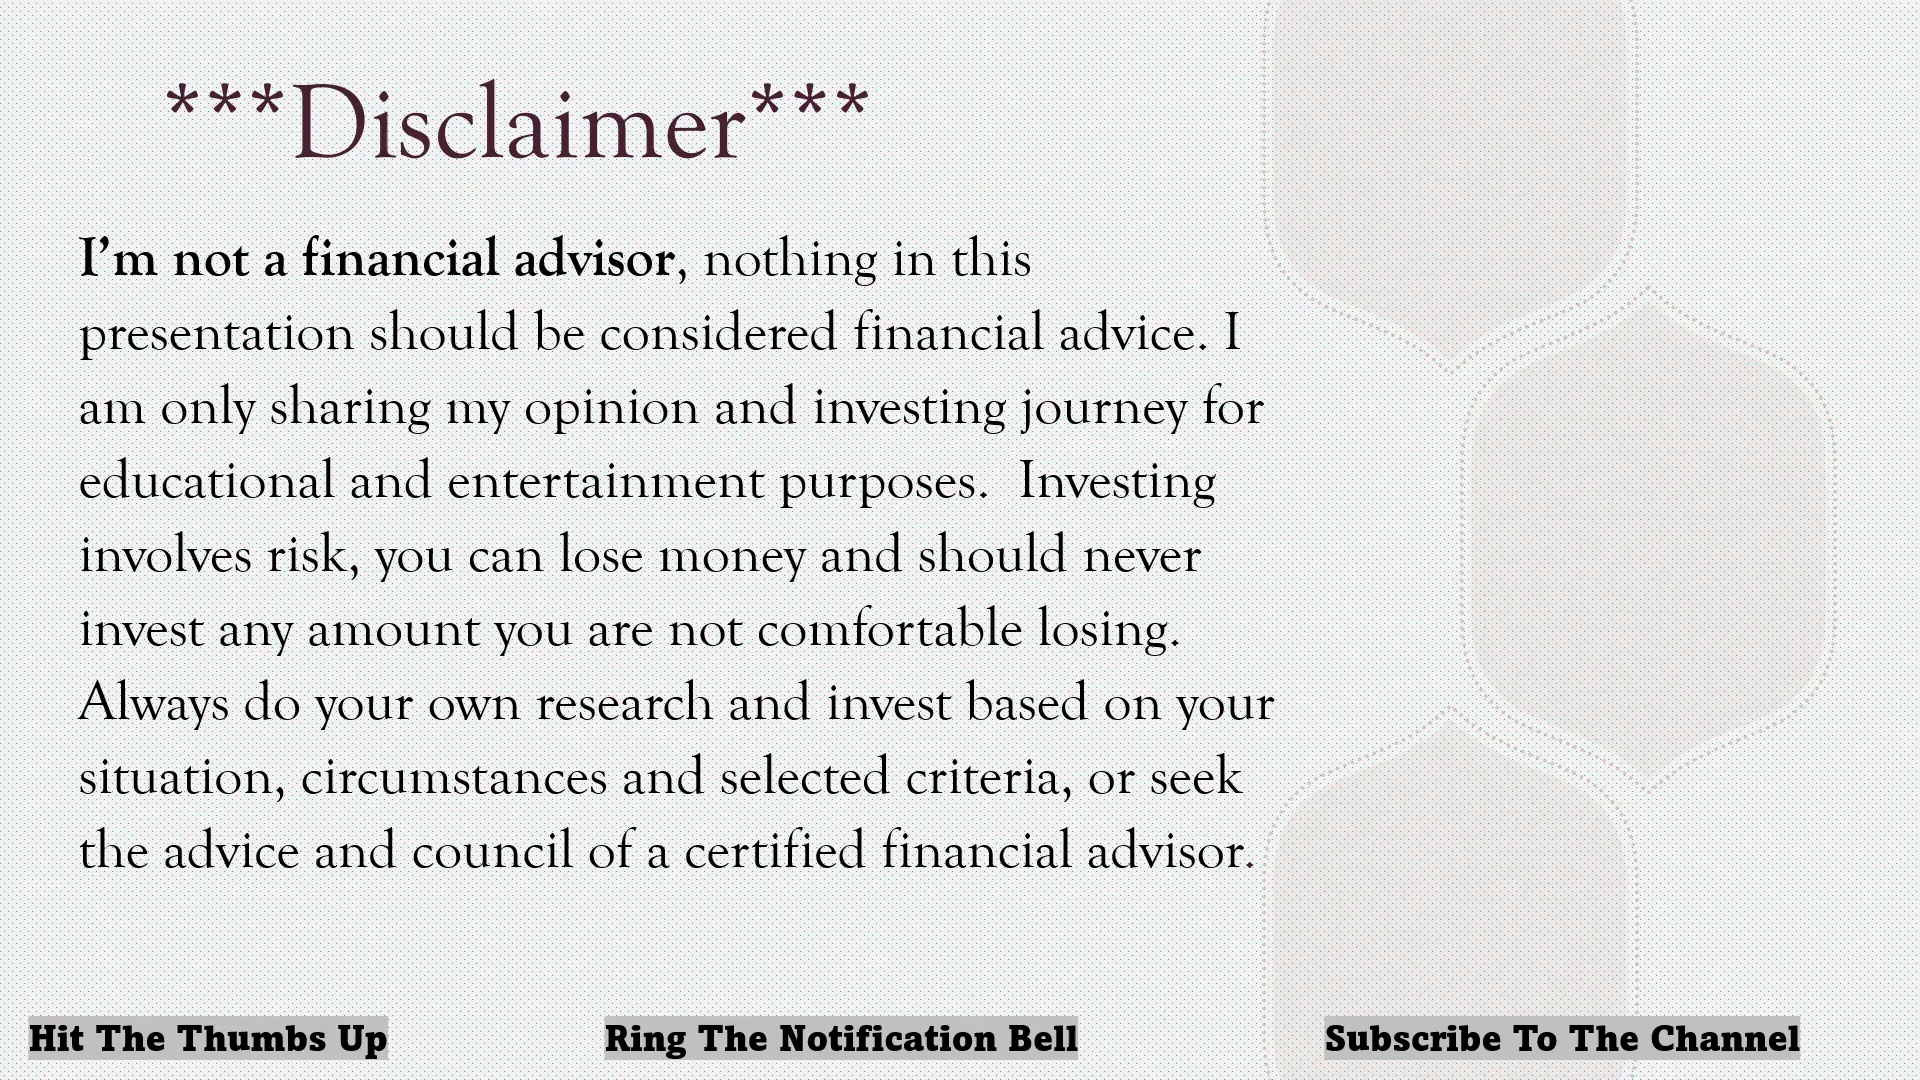 ***Disclaimer***
I’m not a financial advisor, nothing in this
presentation should be considered financial advice. I
am only sharing my opinion and investing journey for
educational and entertainment purposes.  Investing
involves risk, you can lose money and should never
invest any amount you are not comfortable losing.
Always do your own research and invest based on your
situation, circumstances and selected criteria, or seek
the advice and council of a certified financial advisor.
Hit The Thumbs Up
Ring The Notification Bell
Subscribe To The Channel